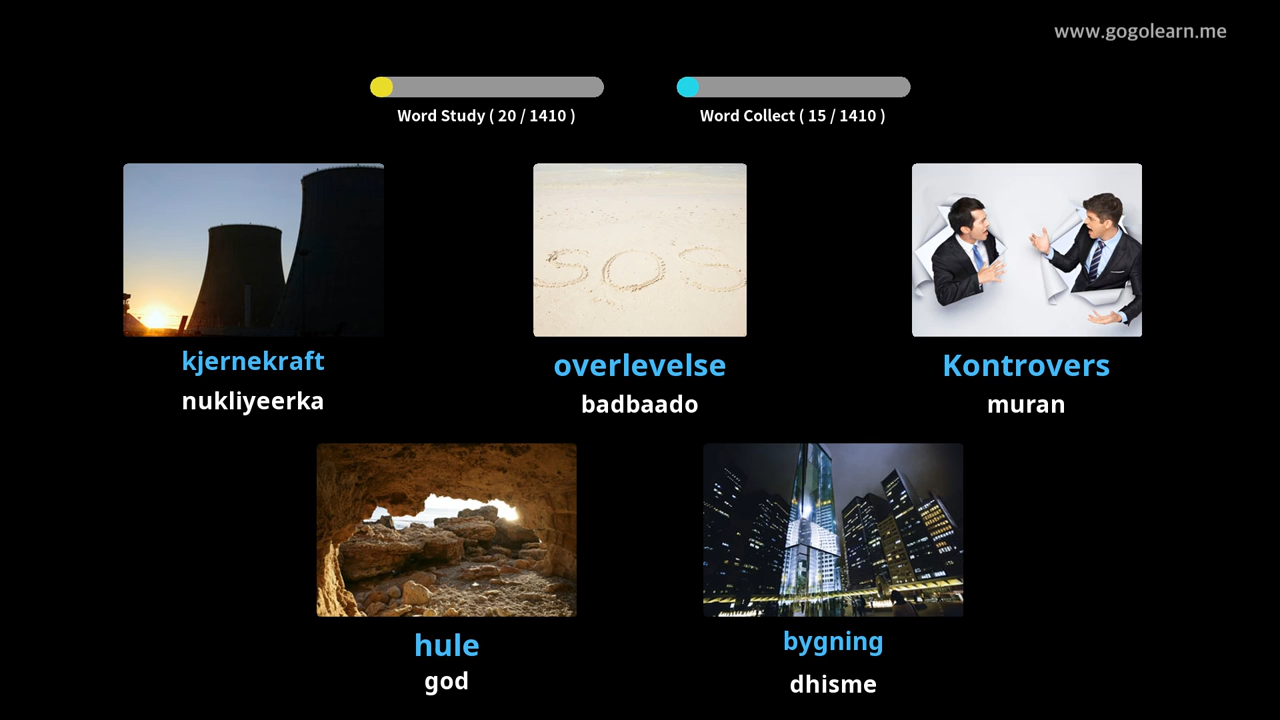 www.gogolearn.me
Word Study ( 20 / 1410 )
Word Collect ( 15 / 1410 )
SOS
kjernekraft
nukliyeerka
overlevelse
badbaado
Kontrovers
muran
hule
god
bygning
dhisme